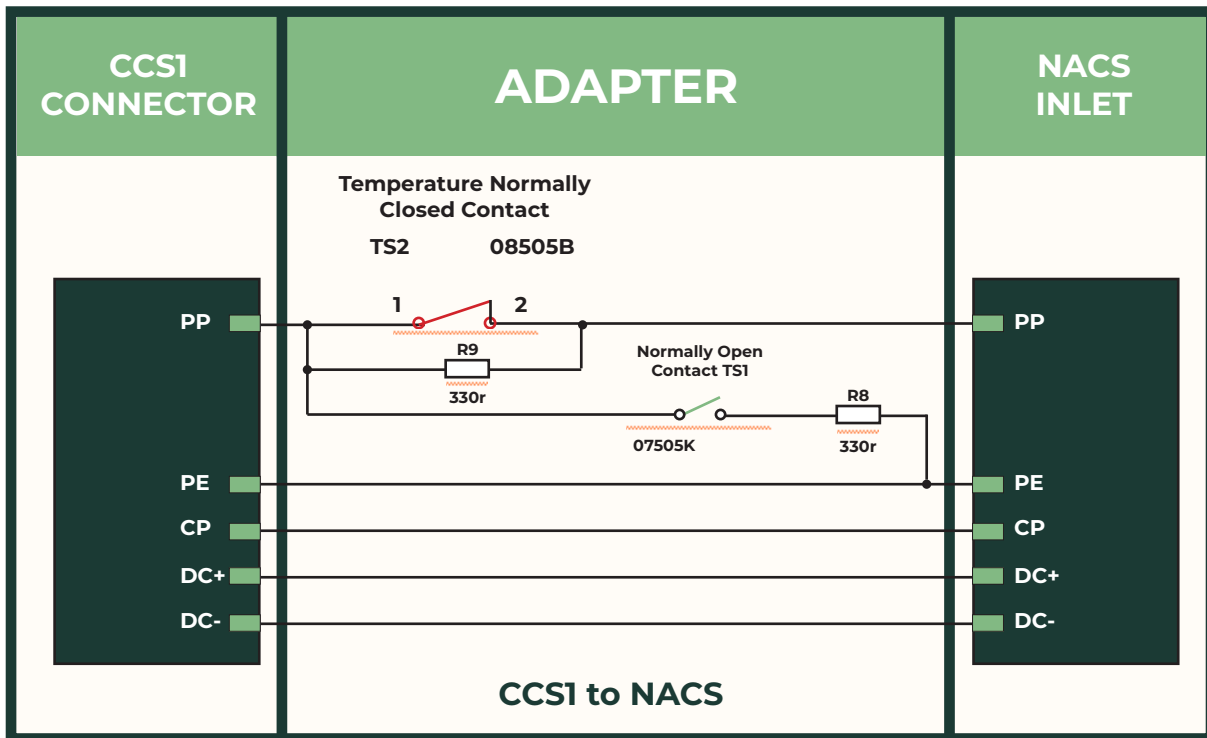 CCS1
CONNECTOR
ADAPTER
NACS
INLET
Temperature Normally
Closed Contact
TS2 08505B
1 2
PP
PP
R9
330r
Normally Open
Contact TS1
07505K
R8
330r
PE
PE
CP
CP
DC+
DC+
DC-
DC-
CCS1 to NACS